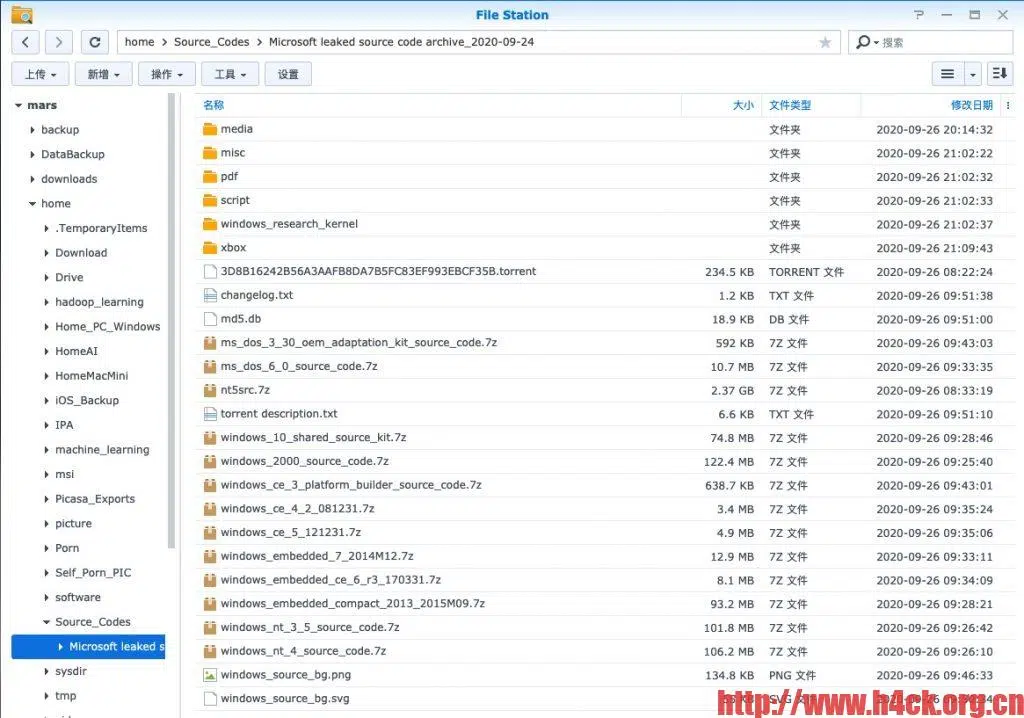 File Station
home > Source_Codes > Microsoft leaked source code archive_2020-09-24
搜索
上传 新增 操作 工具 设置
mars
backup
DataBackup
downloads
home
.TemporaryItems
Download
Drive
hadoop_learning
Home_PC_Windows
HomeAI
HomeMacMini
iOS_Backup
IPA
machine_learning
msi
Picasa_Exports
picture
Porn
Self_Porn_PIC
software
Source_Codes
Microsoft leaked s
sysdir
tmp
名称 大小 文件类型 修改日期
media 文件夹 2020-09-26 20:14:32
misc 文件夹 2020-09-26 21:02:22
pdf 文件夹 2020-09-26 21:02:32
script 文件夹 2020-09-26 21:02:33
windows_research_kernel 文件夹 2020-09-26 21:02:37
xbox 文件夹 2020-09-26 21:09:43
3D8B16242B56A3AAFB8DA7B5FC83EF993EBCF35B.torrent 234.5 KB TORRENT 文件 2020-09-26 08:22:24
changelog.txt 1.2 KB TXT 文件 2020-09-26 09:51:38
md5.db 18.9 KB DB 文件 2020-09-26 09:51:00
ms_dos_3_30_oem_adaptation_kit_source_code.7z 592 KB 7Z 文件 2020-09-26 09:43:03
ms_dos_6_0_source_code.7z 10.7 MB 7Z 文件 2020-09-26 09:33:35
nt5src.7z 2.37 GB 7Z 文件 2020-09-26 08:33:19
torrent description.txt 6.6 KB TXT 文件 2020-09-26 09:51:10
windows_10_shared_source_kit.7z 74.8 MB 7Z 文件 2020-09-26 09:28:46
windows_2000_source_code.7z 122.4 MB 7Z 文件 2020-09-26 09:25:40
windows_ce_3_platform_builder_source_code.7z 638.7 KB 7Z 文件 2020-09-26 09:43:01
windows_ce_4_2_081231.7z 3.4 MB 7Z 文件 2020-09-26 09:35:24
windows_ce_5_121231.7z 4.9 MB 7Z 文件 2020-09-26 09:35:06
windows_embedded_7_2014M12.7z 12.9 MB 7Z 文件 2020-09-26 09:33:11
windows_embedded_ce_6_r3_170331.7z 8.1 MB 7Z 文件 2020-09-26 09:34:09
windows_embedded_compact_2013_2015M09.7z 93.2 MB 7Z 文件 2020-09-26 09:28:21
windows_nt_3_5_source_code.7z 101.8 MB 7Z 文件 2020-09-26 09:26:42
windows_nt_4_source_code.7z 106.2 MB 7Z 文件 2020-09-26 09:26:10
windows_source_bg.png 134.8 KB PNG 文件 2020-09-26 09:46:33
windows_source_bg.svg SVG 文件
http://www.h4ck.org.cn